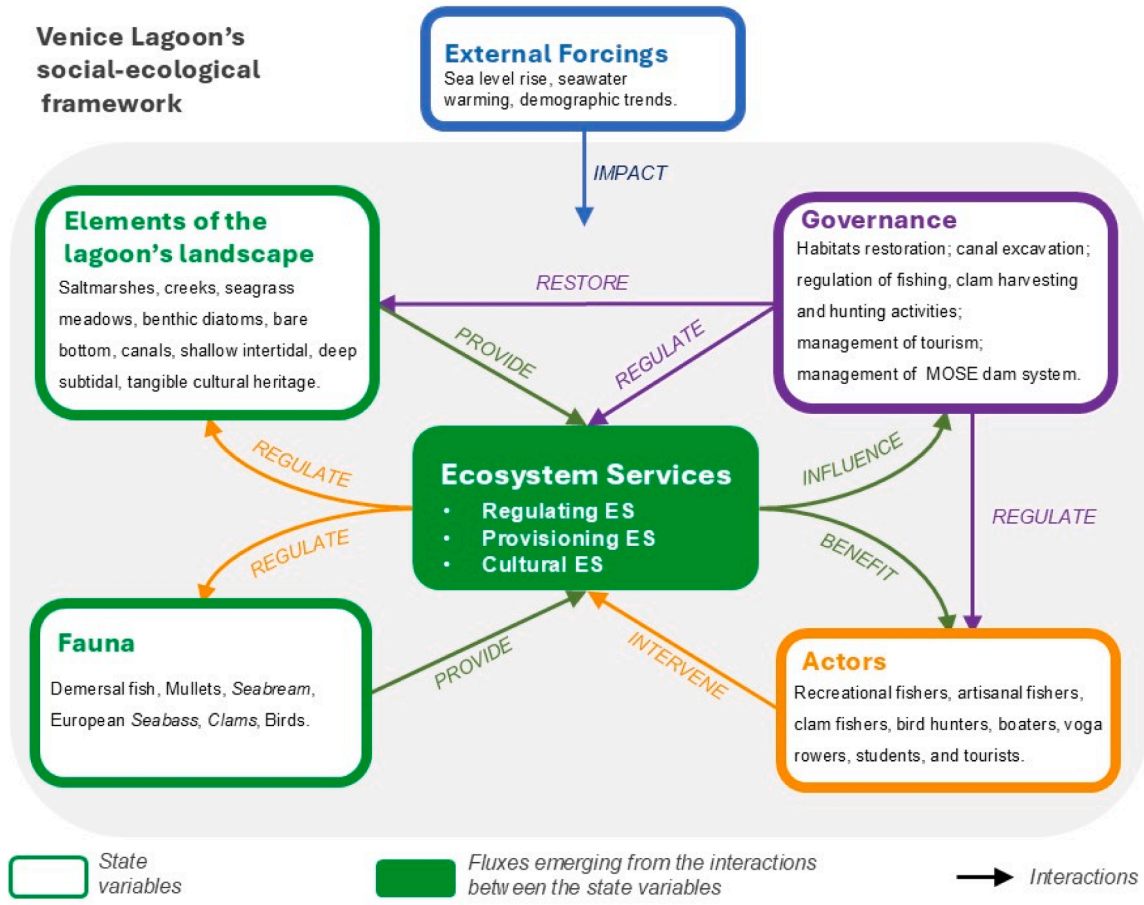 Venice Lagoon's
social-ecological
framework
External Forcings
Sea level rise, seawater
warming, demographic trends.
IMPACT
Elements of the
lagoon's landscape
Saltmarshes, creeks, seagrass
meadows, benthic diatoms, bare
bottom, canals, shallow intertidal, deep
subtidal, tangible cultural heritage.
Governance
Habitats restoration; canal excavation;
regulation of fishing, clam harvesting
and hunting activities;
management of tourism;
management of MOSE dam system.
RESTORE
PROVIDE
REGULATE
REGULATE
REGULATE
Ecosystem Services
• Regulating ES
• Provisioning ES
• Cultural ES
INFLUENCE
BENEFIT
REGULATE
Fauna
Demersal fish, Mullets, Seabream,
European Seabass, Clams, Birds.
PROVIDE
INTERVENE
Actors
Recreational fishers, artisanal fishers,
clam fishers, bird hunters, boaters, voga
rowers, students, and tourists.
State
variables
Fluxes emerging from the interactions
between the state variables
Interactions